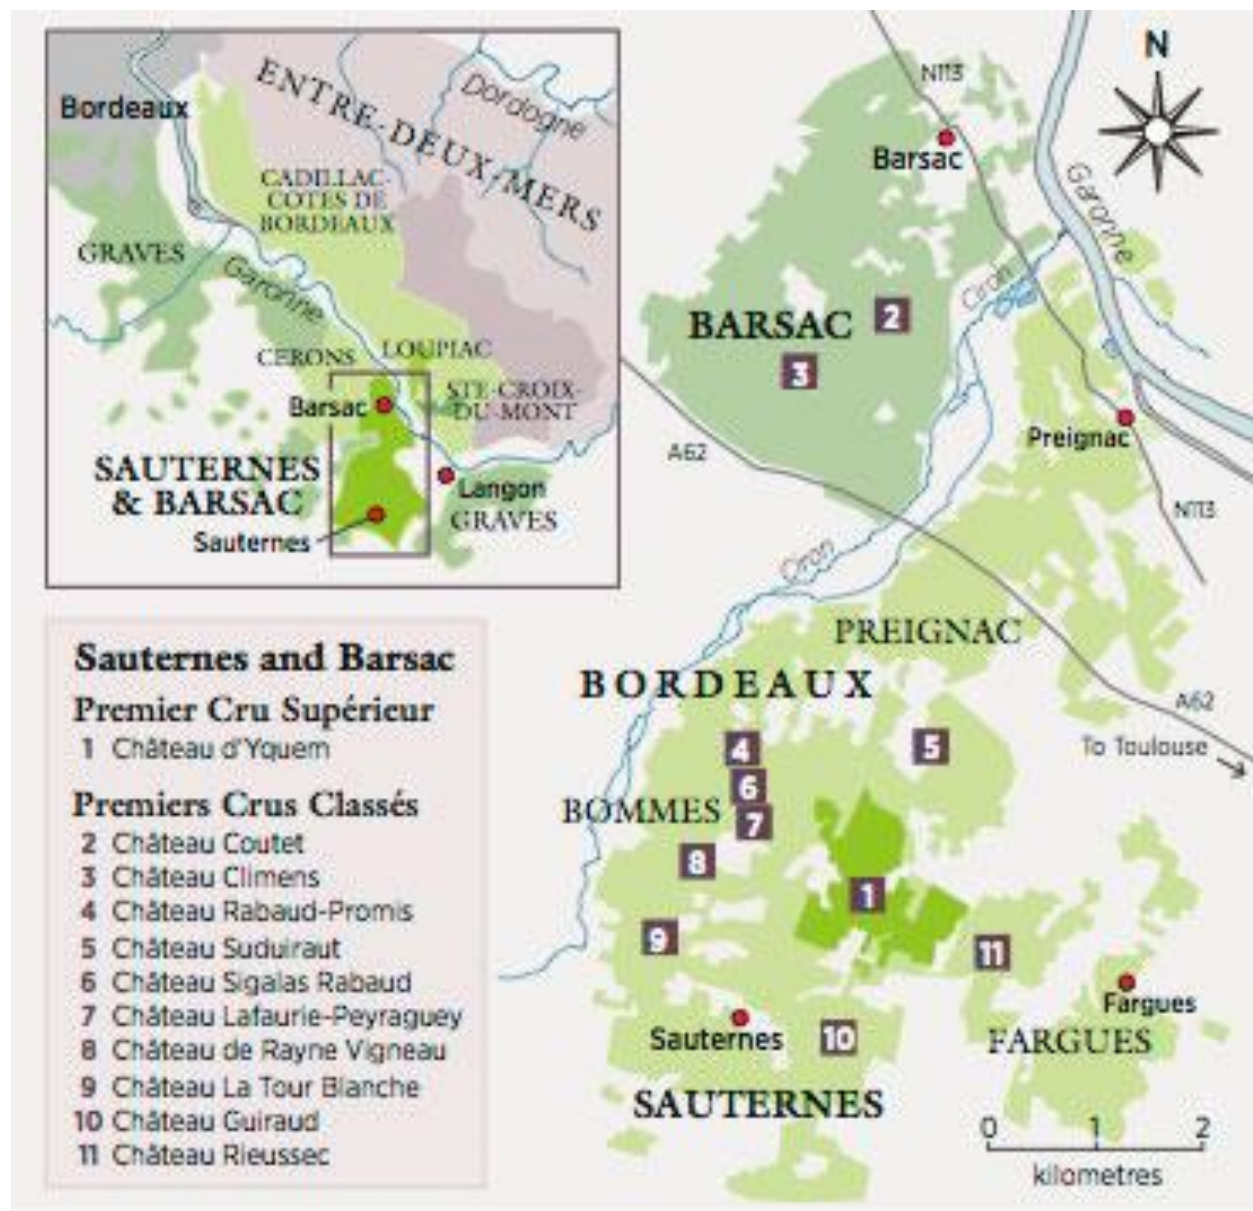 Bordeaux
ENTRE-DEUX-MERS
Dordogne
CADILLAC-
COTES DE
BORDEAUX
GRAVES
Garonne
CERONS
LOUPIAC
Barsac
STE-CROIX-
DU-MONT
SAUTERNES
& BARSAC
Langon
GRAVES
Sauternes
N
N113
Barsac
Garonne
Ciron
BARSAC
2
3
A62
Preignac
N113
Ciron
PREIGNAC
BORDEAUX
A62
To Toulouse
4
5
6
BOMMES
7
8
1
9
11
Fargues
Sauternes
10
FARGUES
SAUTERNES
0 1 2
kilometres
Sauternes and Barsac
Premier Cru Supérieur
1 Château d'Yquem
Premiers Crus Classés
2 Château Coutet
3 Château Climens
4 Château Rabaud-Promis
5 Château Suduiraut
6 Château Sigalas Rabaud
7 Château Lafaurie-Peyraguey
8 Château de Rayne Vigneau
9 Château La Tour Blanche
10 Château Guiraud
11 Château Rieussec